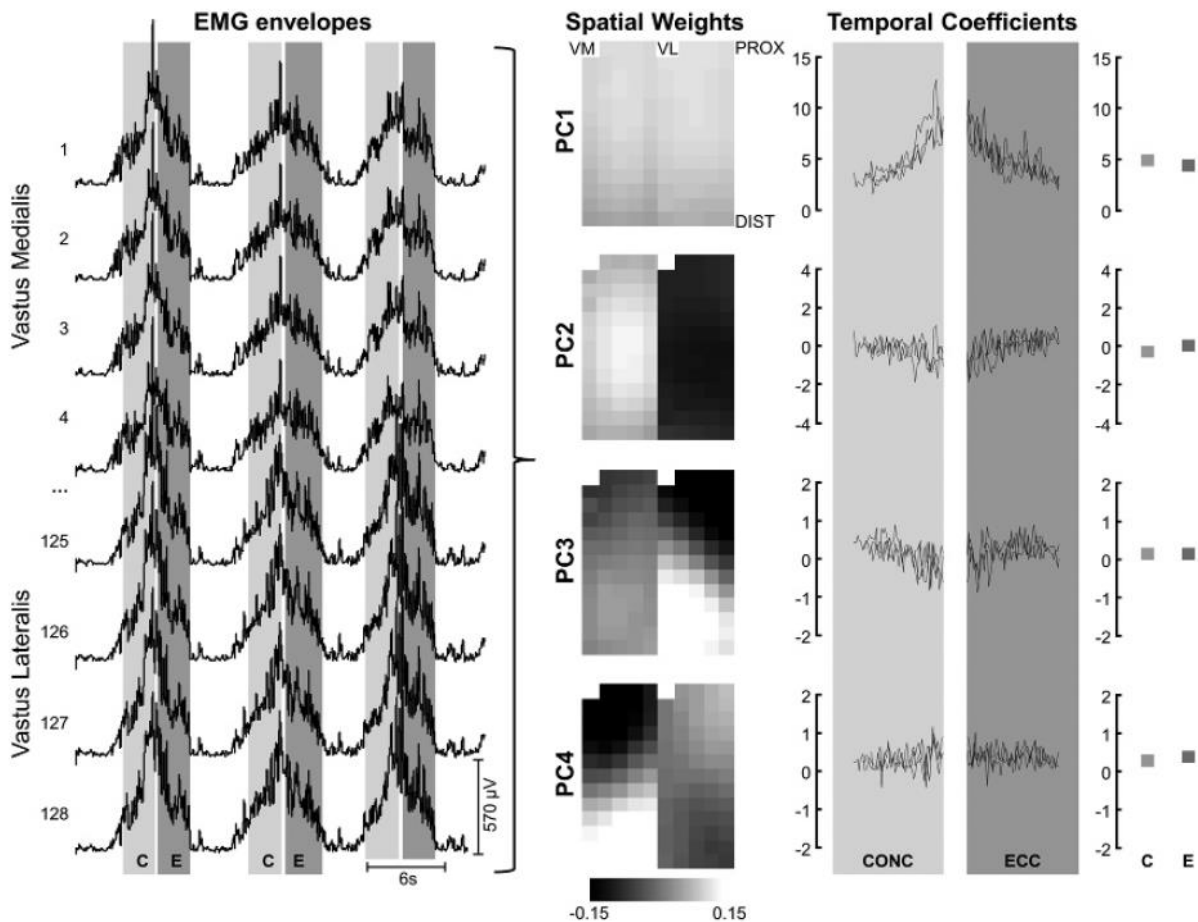 EMG envelopes
Spatial Weights
Temporal Coefficients
Vastus Medialis
1
2
3
4
...
Vastus Lateralis
125
126
127
128
C E
C E
570 µV
6s
VM
VL
PROX
DIST
PC1
PC2
PC3
PC4
-0.15
0.15
15
10
5
0
15
10
5
0
4
2
0
-2
-4
4
2
0
-2
-4
2
1
0
-1
-2
2
1
0
-1
-2
2
1
0
-1
-2
2
1
0
-1
-2
CONC
ECC
C
E